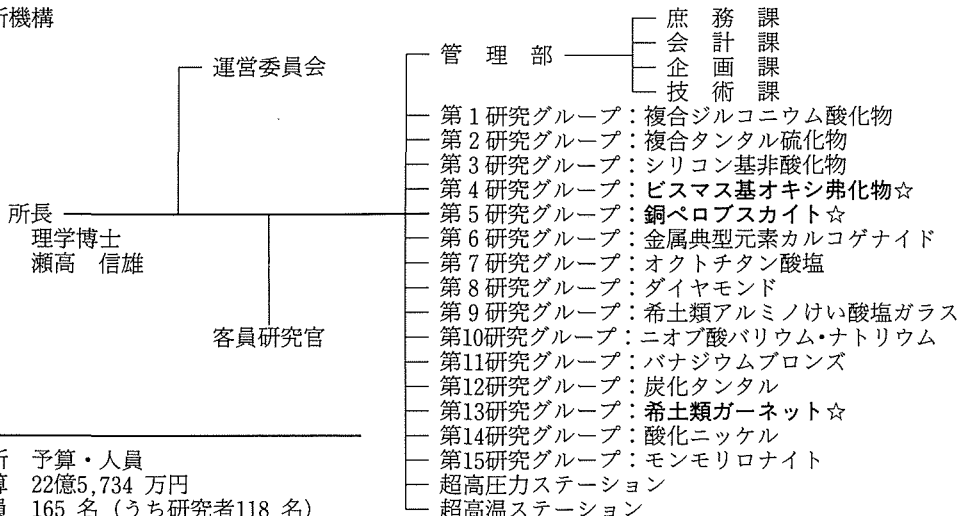 所機構
運営委員会
所長
理学博士
瀬高 信雄
客員研究官
管理部
庶務課
会計課
企画課
技術課
第1研究グループ：複合ジルコニウム酸化物
第2研究グループ：複合タンタル硫化物
第3研究グループ：シリコン基非酸化物
第4研究グループ：ビスマス基オキシ弗化物☆
第5研究グループ：銅ペロブスカイト☆
第6研究グループ：金属典型元素カルコゲナイド
第7研究グループ：オクトチタン酸塩
第8研究グループ：ダイヤモンド
第9研究グループ：希土類アルミノけい酸塩ガラス
第10研究グループ：ニオブ酸バリウム・ナトリウム
第11研究グループ：バナジウムブロンズ
第12研究グループ：炭化タンタル
第13研究グループ：希土類ガーネット☆
第14研究グループ：酸化ニッケル
第15研究グループ：モンモリロナイト
超高圧力ステーション
超高温ステーション
所 予算・人員
算 22億5,734 万円
員 165 名（うち研究者118 名）